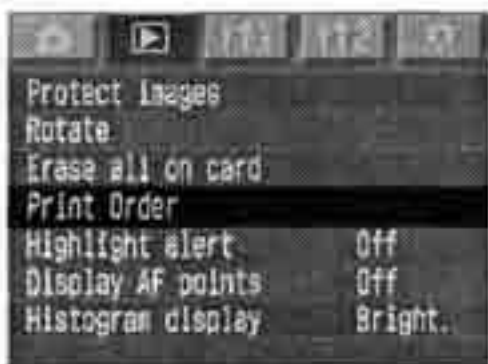 Protect images
Rotate
Erase all on card
Print Order
Highlight alert Off
Display AF points Off
Histogram display Bright.